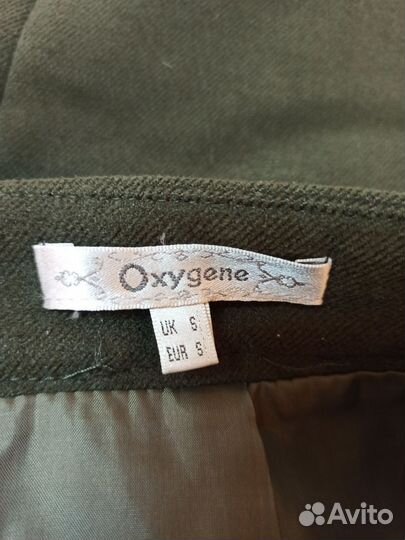 Oxygene
UK S
EUR S
Avito